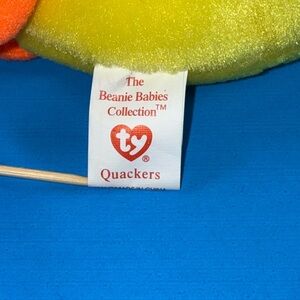 The
Beanie Babies
Collection™
ty
®
Quackers